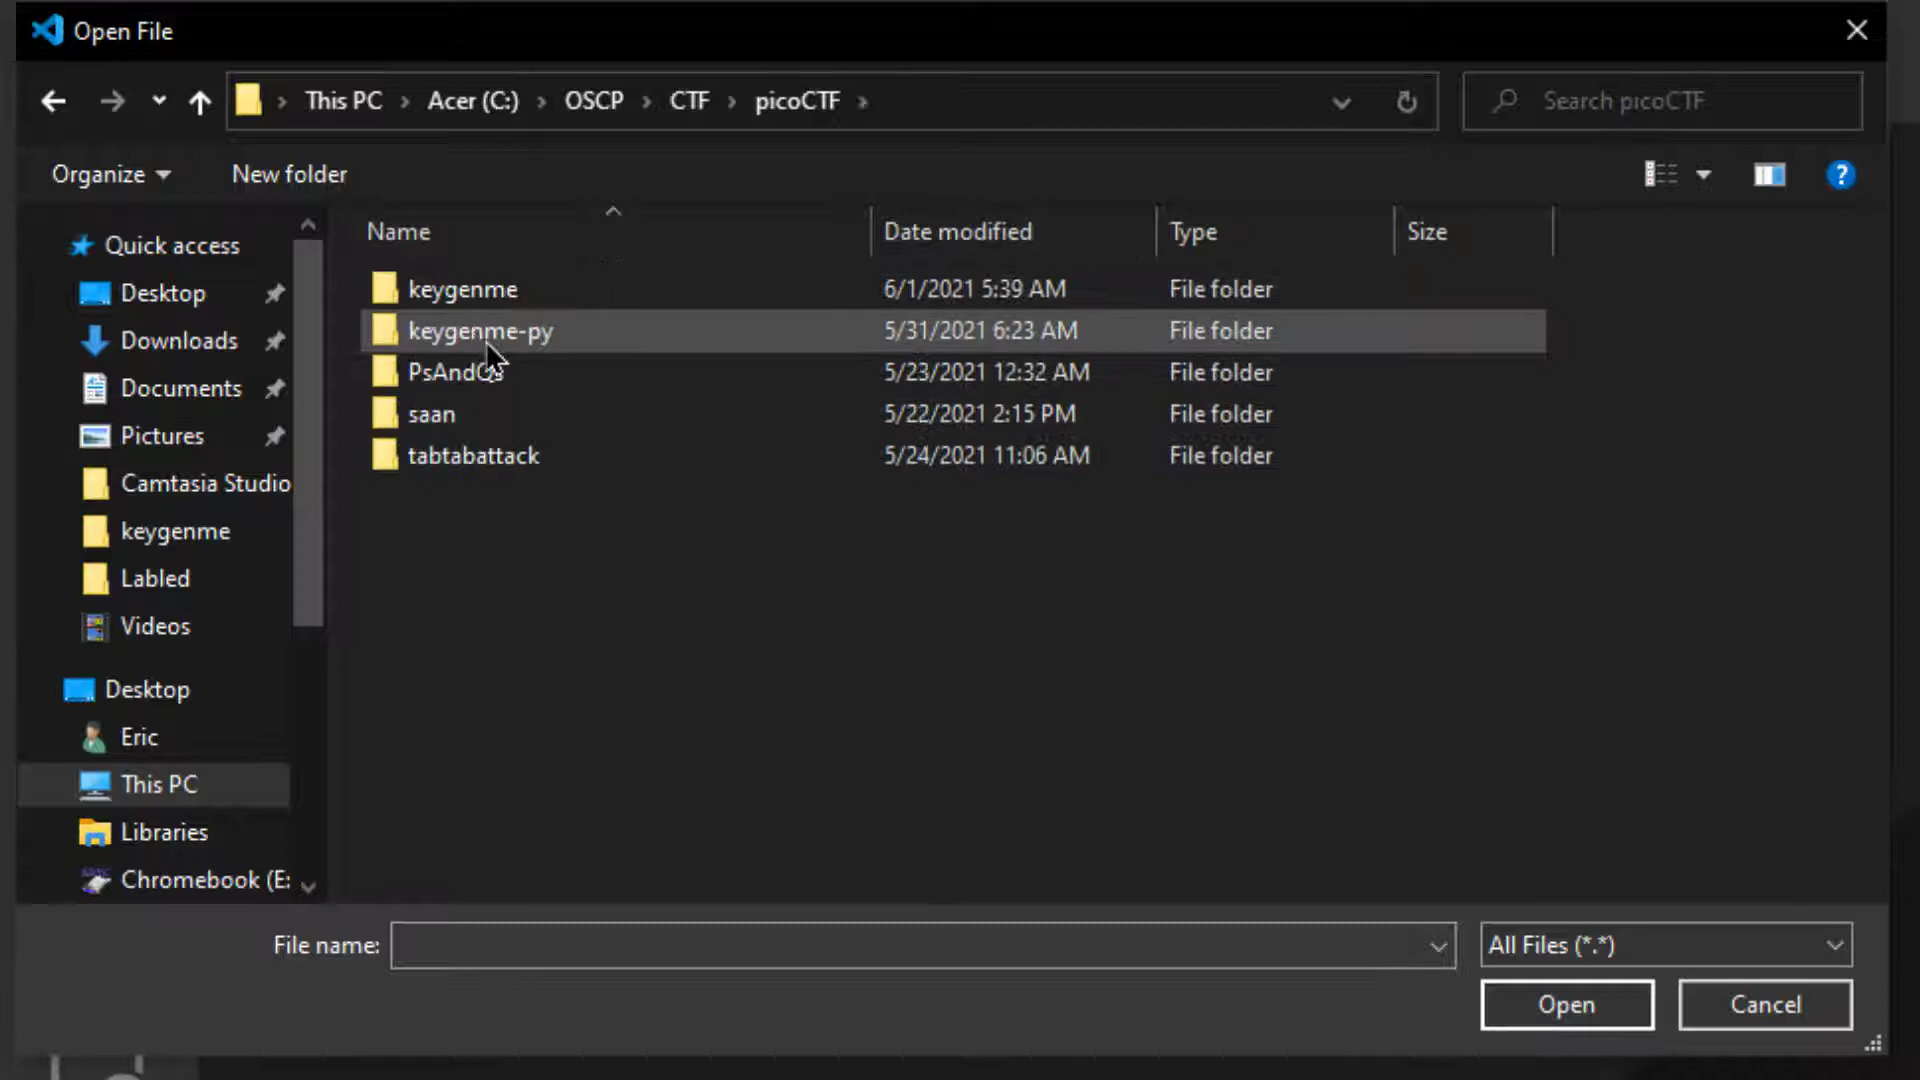 Open File
This PC > Acer (C:) > OSCP > CTF > picoCTF >
Search picoCTF
Organize
New folder
Name
Date modified
Type
Size
Quick access
Desktop
Downloads
Documents
Pictures
Camtasia Studio
keygenme
Labled
Videos
Desktop
Eric
This PC
Libraries
Chromebook (E:
keygenme 6/1/2021 5:39 AM File folder
keygenme-py 5/31/2021 6:23 AM File folder
PsAndQs 5/23/2021 12:32 AM File folder
saan 5/22/2021 2:15 PM File folder
tabtabattack 5/24/2021 11:06 AM File folder
File name:
All Files (*.*)
Open
Cancel